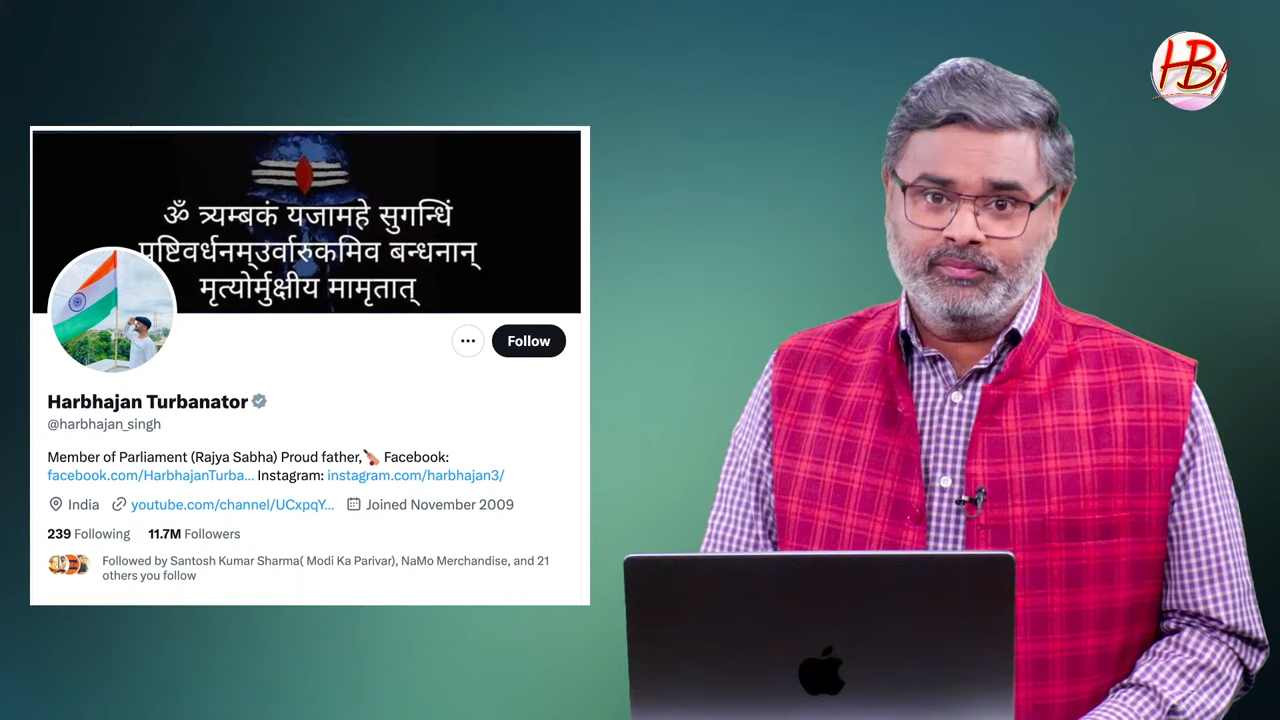 HB
ॐ त्र्यम्बकं यजामहे सुगन्धिं
पुष्टिवर्धनम्उर्वारुकमिव बन्धनान्
मृत्योर्मुक्षीय मामृतात्
Follow
Harbhajan Turbanator
@harbhajan_singh
Member of Parliament (Rajya Sabha) Proud father,🏏 Facebook:
facebook.com/HarbhajanTurba... Instagram: instagram.com/harbhajan3/
India youtube.com/channel/UCxpqY... Joined November 2009
239 Following 11.7M Followers
Followed by Santosh Kumar Sharma( Modi Ka Parivar), NaMo Merchandise, and 21
others you follow